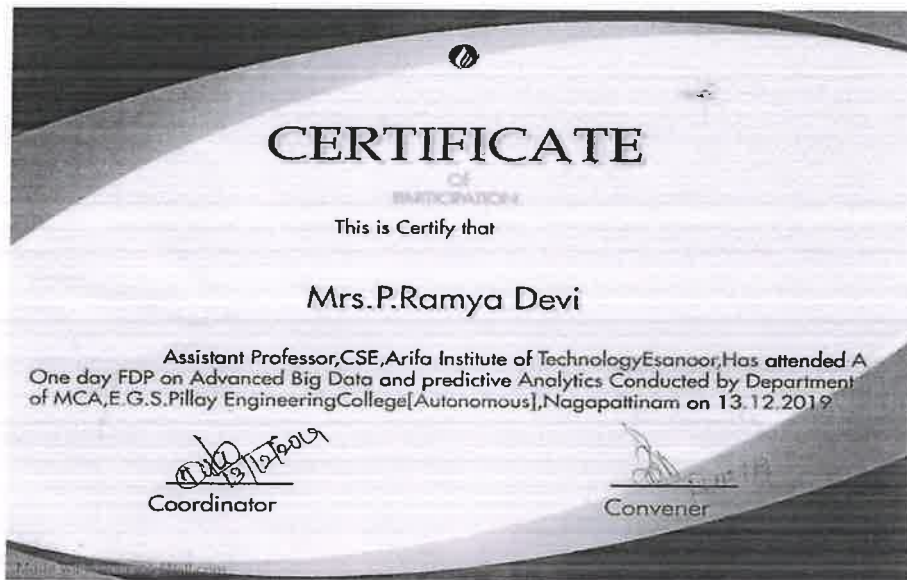 CERTIFICATE
OF
PARTICIPATION
This is Certify that
Mrs.P.Ramya Devi
Assistant Professor,CSE,Arifa Institute of TechnologyEsanoor,Has attended A
One day FDP on Advanced Big Data and predictive Analytics Conducted by Department
of MCA,E.G.S.Pillay EngineeringCollege[Autonomous],Nagapattinam on 13.12.2019
13/12/2019
Coordinator
Convener